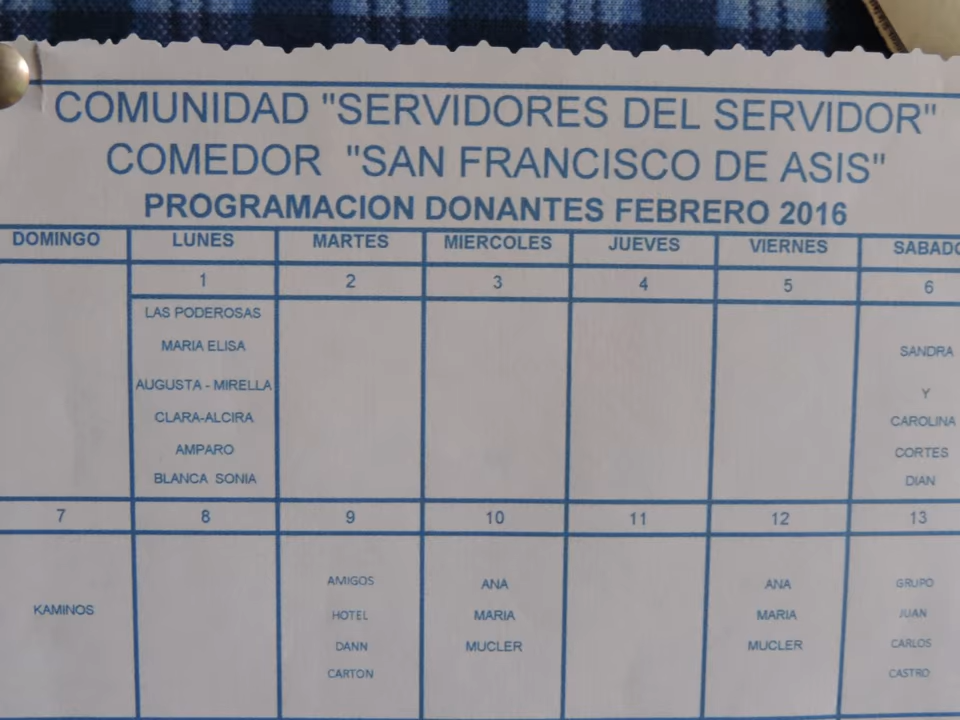 COMUNIDAD "SERVIDORES DEL SERVIDOR"
COMEDOR "SAN FRANCISCO DE ASIS"
PROGRAMACION DONANTES FEBRERO 2016
DOMINGO LUNES MARTES MIERCOLES JUEVES VIERNES SABADO
1 2 3 4 5 6
LAS PODEROSAS
MARIA ELISA
AUGUSTA - MIRELLA
CLARA-ALCIRA
AMPARO
BLANCA SONIA
SANDRA
Y
CAROLINA
CORTES
DIAN
7 8 9 10 11 12 13
KAMINOS
AMIGOS
HOTEL
DANN
CARTON
ANA
MARIA
MUCLER
ANA
MARIA
MUCLER
GRUPO
JUAN
CARLOS
CASTRO